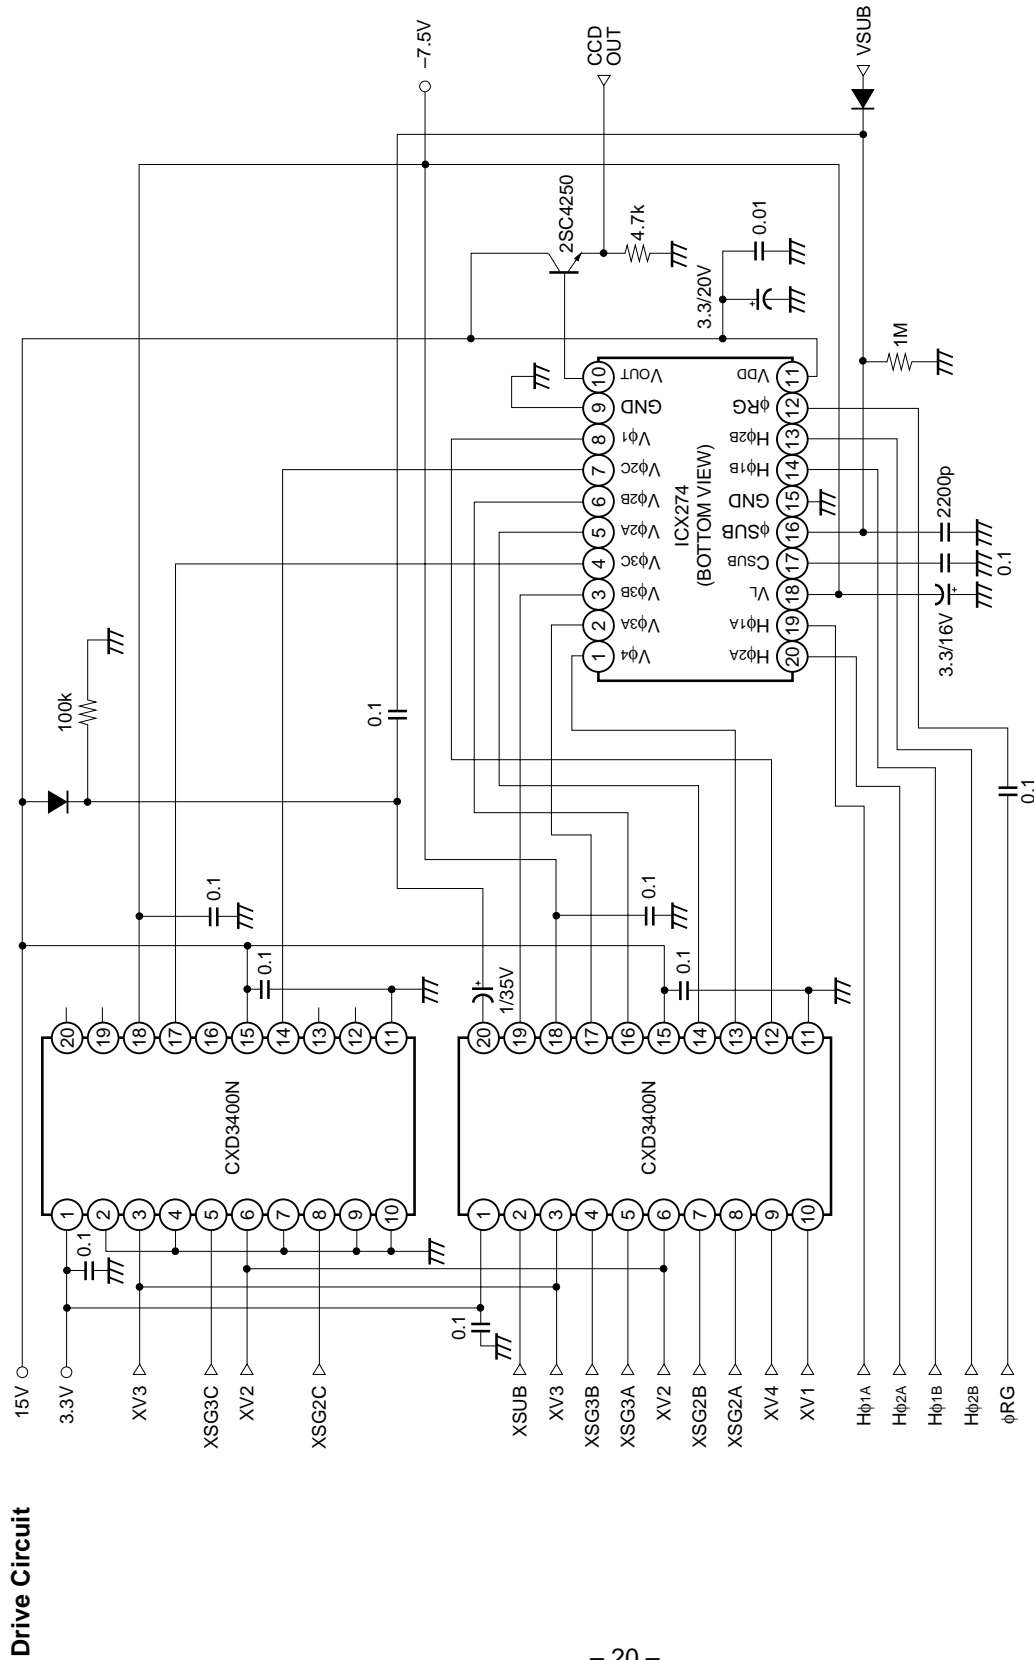 Drive Circuit
15V
3.3V
XV3
XSG3C
XV2
XSG2C
XSUB
XV3
XSG3B
XSG3A
XV2
XSG2B
XSG2A
XV4
XV1
Hϕ1A
Hϕ2A
Hϕ1B
Hϕ2B
ϕRG
0.1
0.1
1
2
3
4
5
6
7
8
9
10
CXD3400N
20
19
18
17
16
15
14
13
12
11
1
2
3
4
5
6
7
8
9
10
CXD3400N
20
19
18
17
16
15
14
13
12
11
0.1
0.1
1/35V
0.1
0.1
100k
0.1
0.1
1
2
3
4
5
6
7
8
9
10
Vϕ4
Vϕ3A
Vϕ3B
Vϕ3C
Vϕ2A
Vϕ2B
Vϕ2C
Vϕ1
GND
VOUT
ICX274
(BOTTOM VIEW)
Hϕ2A
Hϕ1A
VL
CSUB
ϕSUB
GND
Hϕ1B
Hϕ2B
ϕRG
VDD
20
19
18
17
16
15
14
13
12
11
3.3/16V
0.1
2200p
1M
3.3/20V
0.01
2SC4250
4.7k
–7.5V
CCD
OUT
VSUB
– 20 –